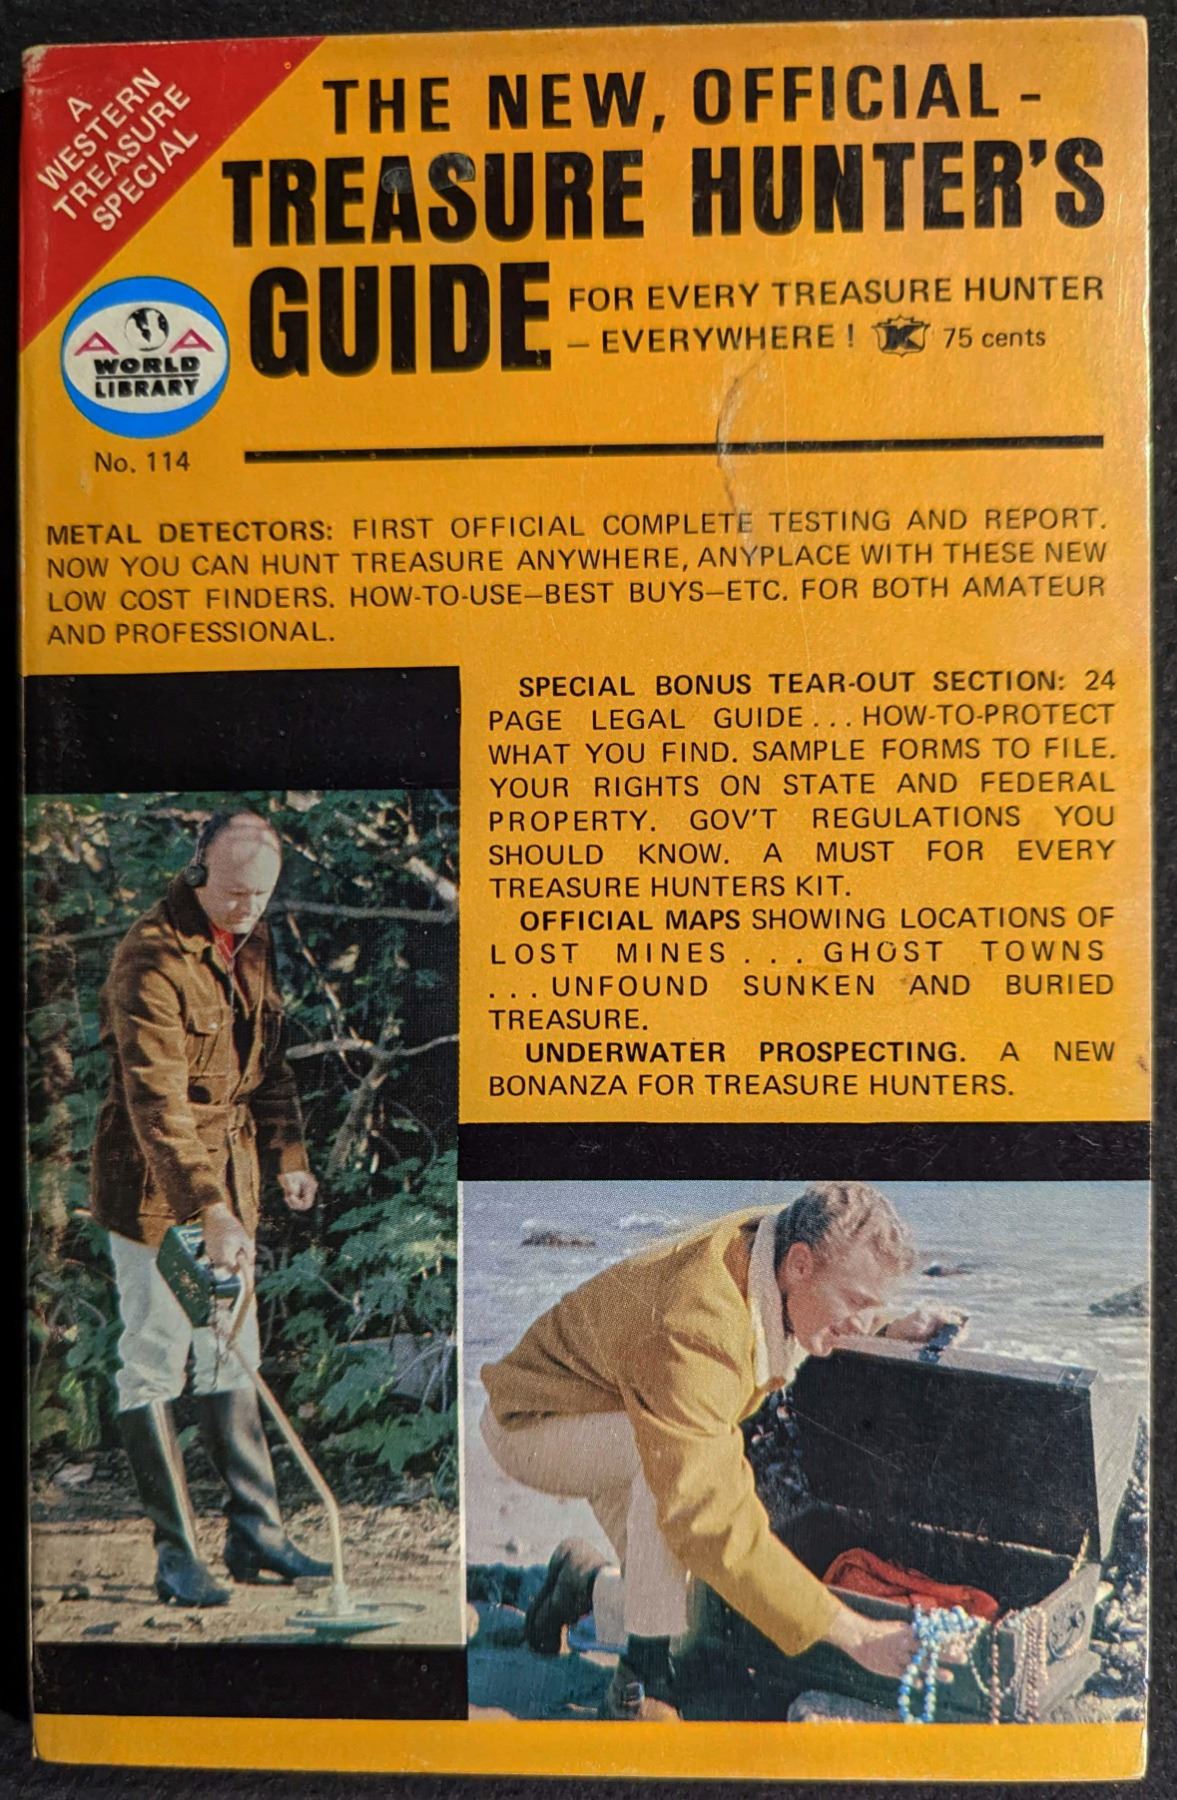 A
WESTERN
TREASURE
SPECIAL
THE NEW, OFFICIAL -
TREASURE HUNTER'S
GUIDE
FOR EVERY TREASURE HUNTER
– EVERYWHERE! K 75 cents
A A
WORLD
LIBRARY
No. 114
METAL DETECTORS: FIRST OFFICIAL COMPLETE TESTING AND REPORT.
NOW YOU CAN HUNT TREASURE ANYWHERE, ANYPLACE WITH THESE NEW
LOW COST FINDERS. HOW-TO-USE—BEST BUYS—ETC. FOR BOTH AMATEUR
AND PROFESSIONAL.
SPECIAL BONUS TEAR-OUT SECTION: 24
PAGE LEGAL GUIDE... HOW-TO-PROTECT
WHAT YOU FIND. SAMPLE FORMS TO FILE.
YOUR RIGHTS ON STATE AND FEDERAL
PROPERTY. GOV'T REGULATIONS YOU
SHOULD KNOW. A MUST FOR EVERY
TREASURE HUNTERS KIT.
OFFICIAL MAPS SHOWING LOCATIONS OF
LOST MINES ... GHOST TOWNS
... UNFOUND SUNKEN AND BURIED
TREASURE.
UNDERWATER PROSPECTING. A NEW
BONANZA FOR TREASURE HUNTERS.